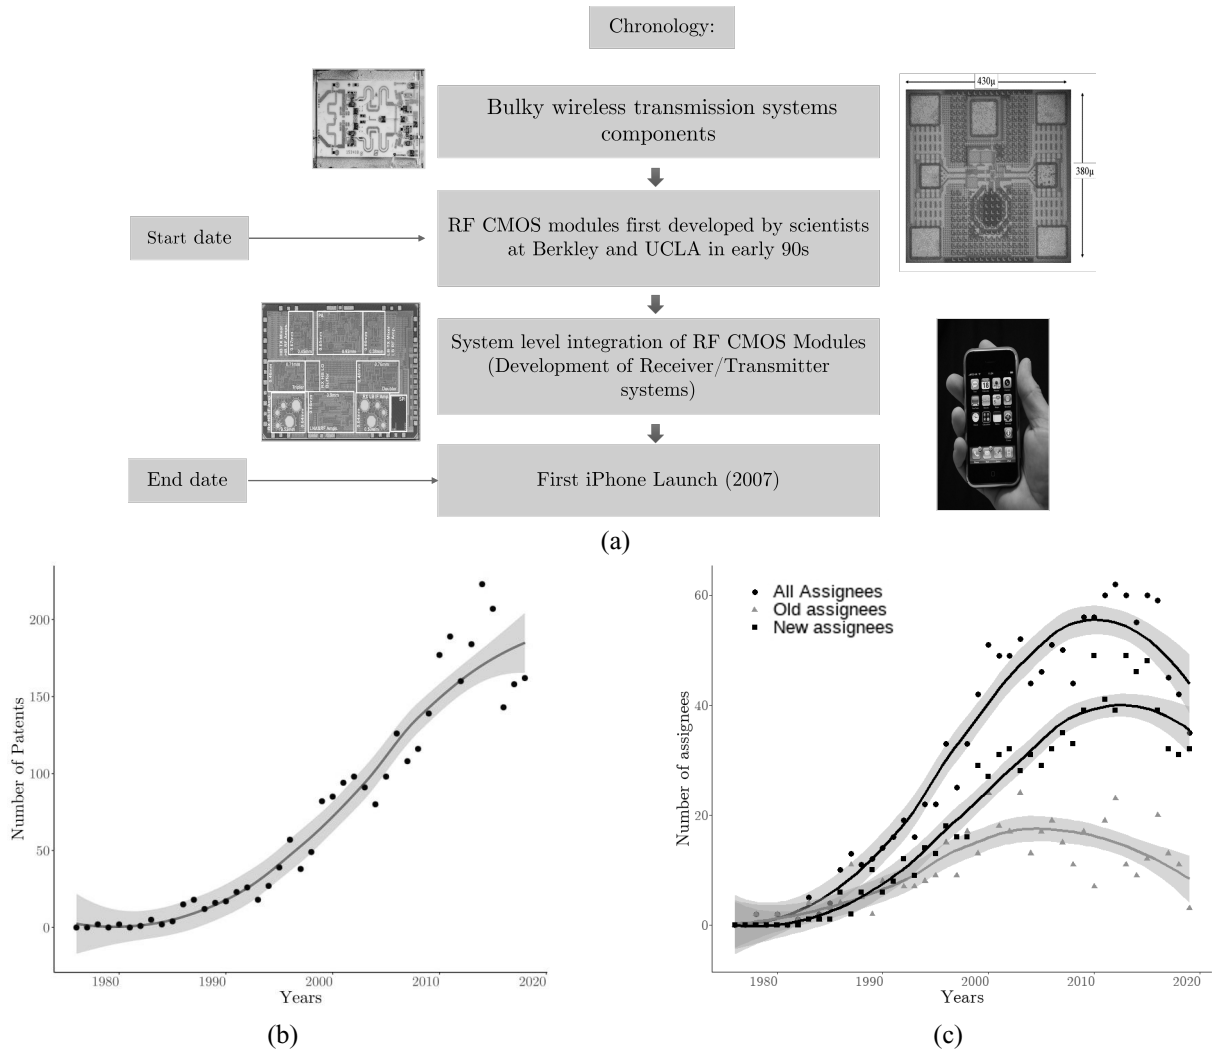 Chronology:
Bulky wireless transmission systems
components
430μ
380μ
Start date
RF CMOS modules first developed by scientists
at Berkley and UCLA in early 90s
System level integration of RF CMOS Modules
(Development of Receiver/Transmitter
systems)
End date
First iPhone Launch (2007)
(a)
Number of Patents
200
150
100
50
0
1980
1990
2000
2010
2020
Years
(b)
All Assignees
Old assignees
New assignees
Number of assignees
60
40
20
0
1980
1990
2000
2010
2020
Years
(c)